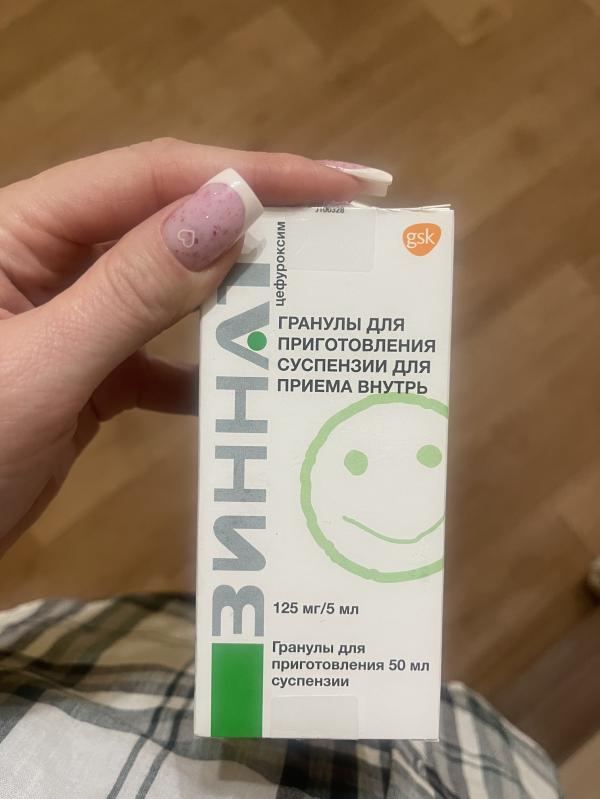 gsk
ЗИННАТ
цефуроксим
ГРАНУЛЫ ДЛЯ
ПРИГОТОВЛЕНИЯ
СУСПЕНЗИИ ДЛЯ
ПРИЕМА ВНУТРЬ
125 мг/5 мл
Гранулы для
приготовления 50 мл
суспензии